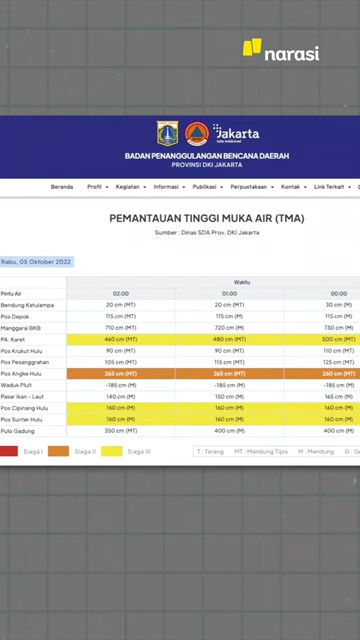 narasi
Jakarta
BADAN PENANGGULANGAN BENCANA DAERAH
PROVINSI DKI JAKARTA
Beranda Profil Kegiatan Informasi Publikasi Perpustakaan Kontak Link Terkait
PEMANTAUAN TINGGI MUKA AIR (TMA)
Sumber : Dinas SDA Prov. DKI Jakarta
Rabu, 05 Oktober 2022
Waktu
Pintu Air 02:00 01:00 00:00
Bendung Katulampa 20 cm (MT) 20 cm (MT) 30 cm (M)
Pos Depok 115 cm (MT) 115 cm (M) 115 cm (M)
Manggarai BKB 710 cm (MT) 720 cm (M) 730 cm (M)
PA. Karet 460 cm (MT) 480 cm (MT) 500 cm (MT)
Pos Krukut Hulu 90 cm (MT) 90 cm (M) 110 cm (M)
Pos Pesanggrahan 105 cm (MT) 115 cm (MT) 125 cm (M)
Pos Angke Hulu 265 cm (MT) 265 cm (MT) 260 cm (MT)
Waduk Pluit -185 cm (MT) -185 cm (M) -185 cm (M)
Pasar Ikan - Laut 140 cm (M) 150 cm (M) 165 cm (M)
Pos Cipinang Hulu 160 cm (MT) 160 cm (M) 160 cm (M)
Pos Sunter Hulu 160 cm (MT) 160 cm (M) 160 cm (M)
Pulo Gadung 350 cm (MT) 400 cm (M) 400 cm (M)
Siaga I Siaga II Siaga III T : Terang MT : Mendung Tipis M : Mendung G :